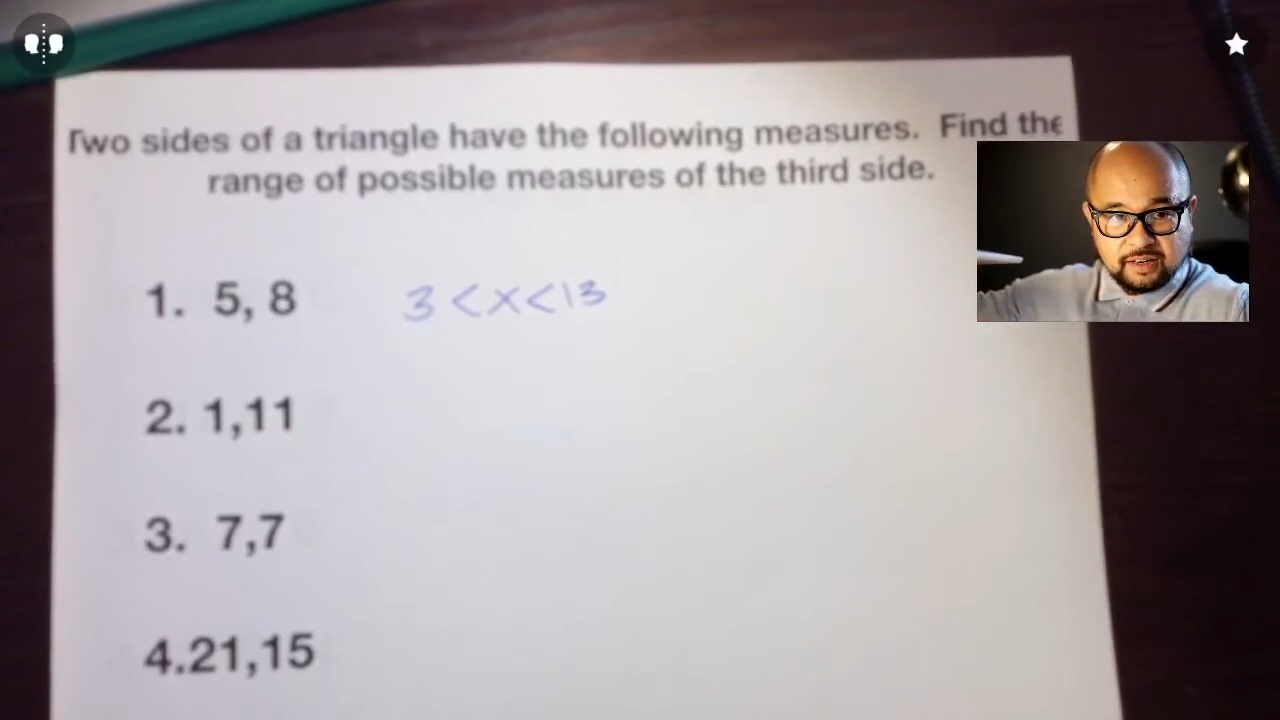 Two sides of a triangle have the following measures. Find the
range of possible measures of the third side.
1. 5, 8 3 < x < 13
2. 1,11
3. 7,7
4.21,15